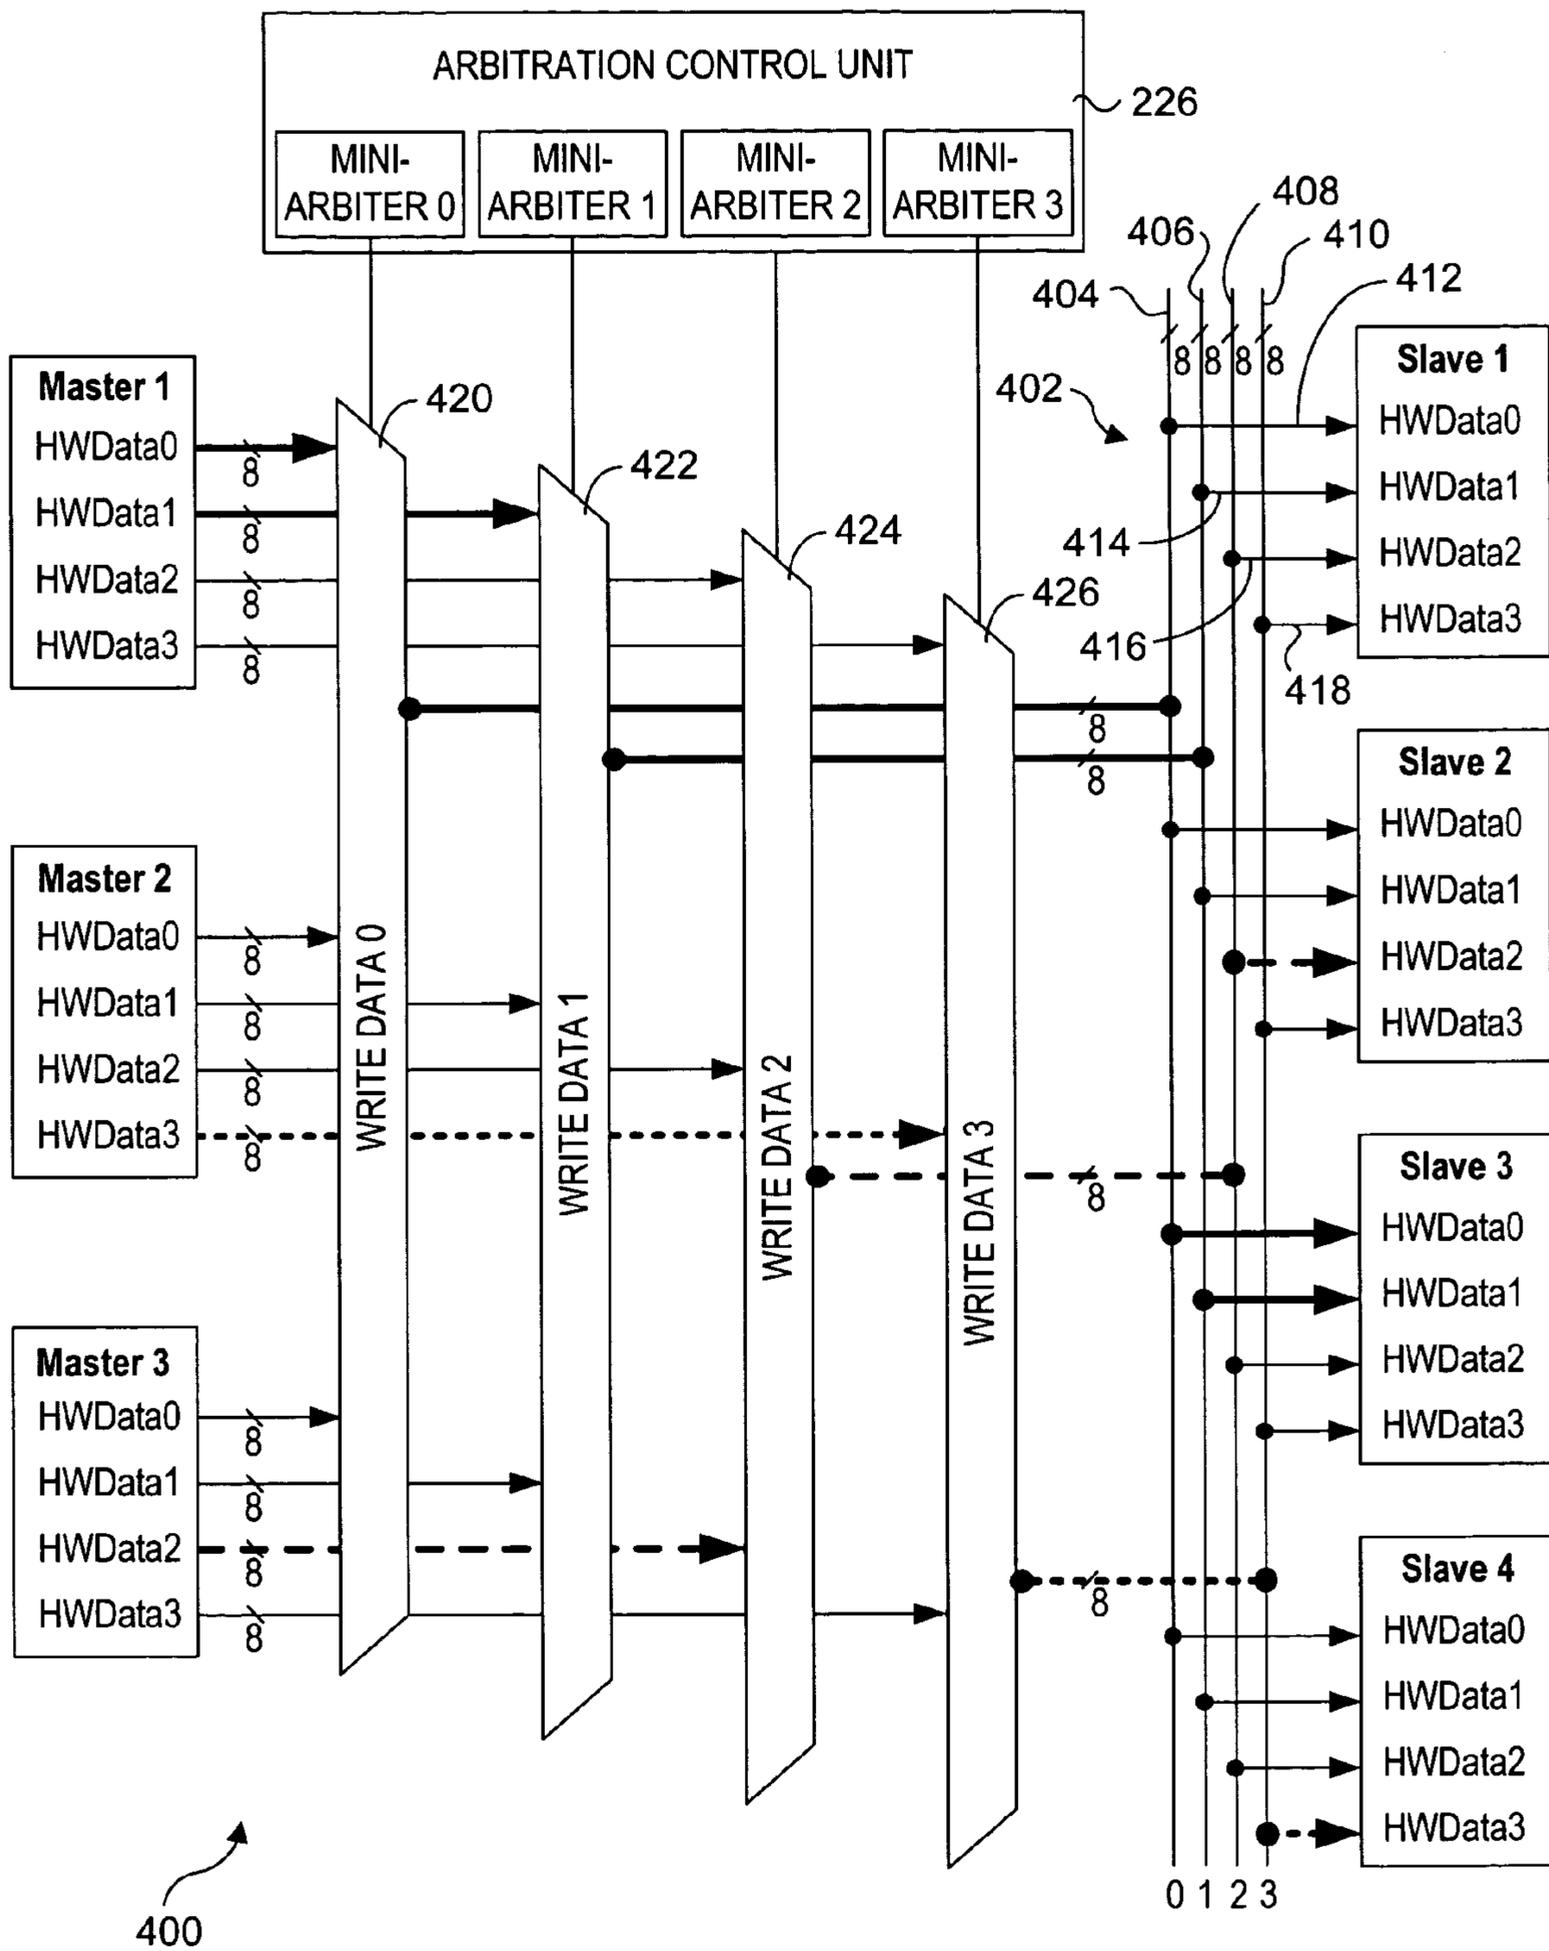 ARBITRATION CONTROL UNIT
226
MINI-
ARBITER 0
MINI-
ARBITER 1
MINI-
ARBITER 2
MINI-
ARBITER 3
404
406
408
410
412
8
8
8
8
402
Master 1
HWData0
8
HWData1
8
HWData2
8
HWData3
8
420
422
424
426
Slave 1
HWData0
HWData1
HWData2
HWData3
414
416
418
8
8
Slave 2
HWData0
HWData1
HWData2
HWData3
Master 2
HWData0
8
HWData1
8
HWData2
8
HWData3
8
WRITE DATA 0
WRITE DATA 1
WRITE DATA 2
WRITE DATA 3
8
Slave 3
HWData0
HWData1
HWData2
HWData3
Master 3
HWData0
8
HWData1
8
HWData2
8
HWData3
8
8
Slave 4
HWData0
HWData1
HWData2
HWData3
0
1
2
3
400